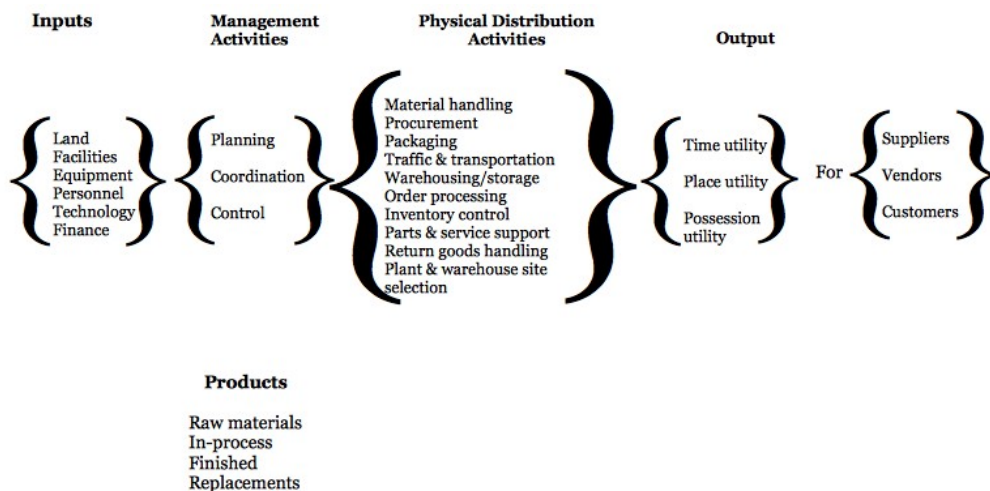 Inputs
Management
Activities
Physical Distribution
Activities
Output
Land
Facilities
Equipment
Personnel
Technology
Finance
Planning
Coordination
Control
Material handling
Procurement
Packaging
Traffic & transportation
Warehousing/storage
Order processing
Inventory control
Parts & service support
Return goods handling
Plant & warehouse site
selection
Time utility
Place utility
Possession
utility
For
Suppliers
Vendors
Customers
Products
Raw materials
In-process
Finished
Replacements